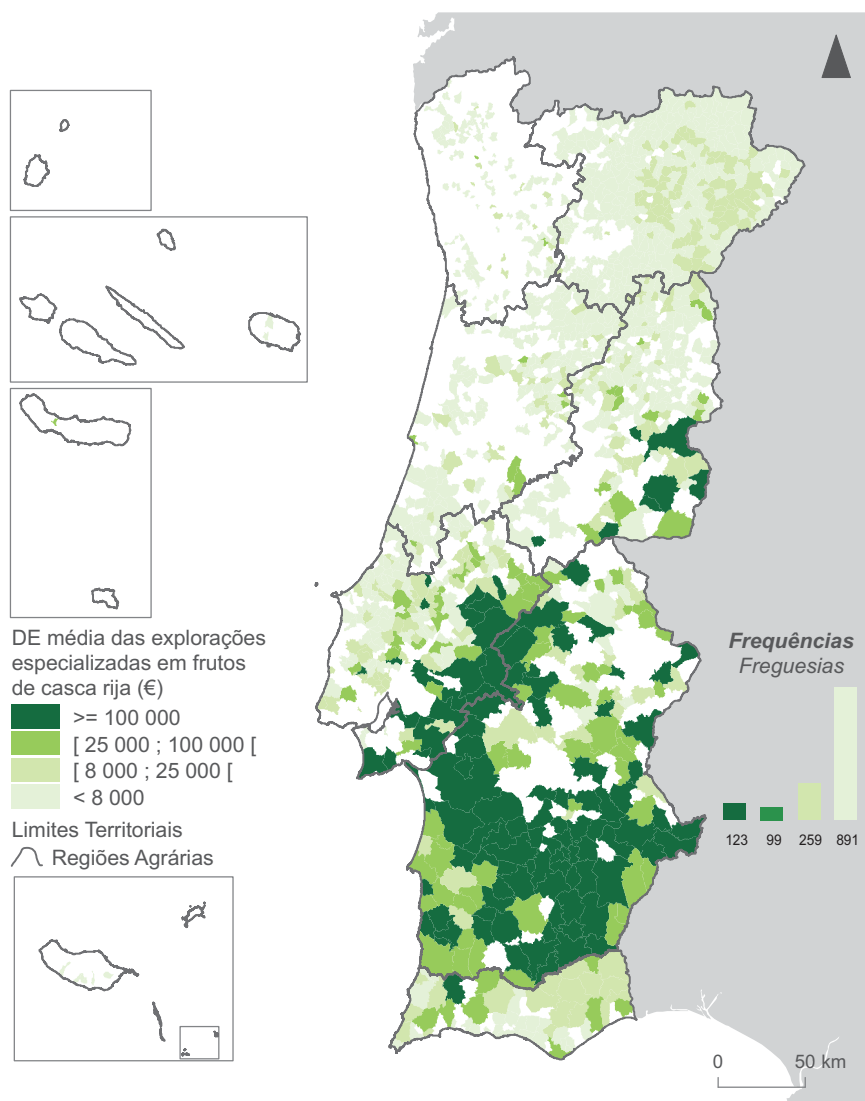 DE média das explorações
especializadas em frutos
de casca rija (€)
>= 100 000
[ 25 000 ; 100 000 [
[ 8 000 ; 25 000 [
< 8 000
Limites Territoriais
Regiões Agrárias
Frequências
Freguesias
123 99 259 891
0 50 km